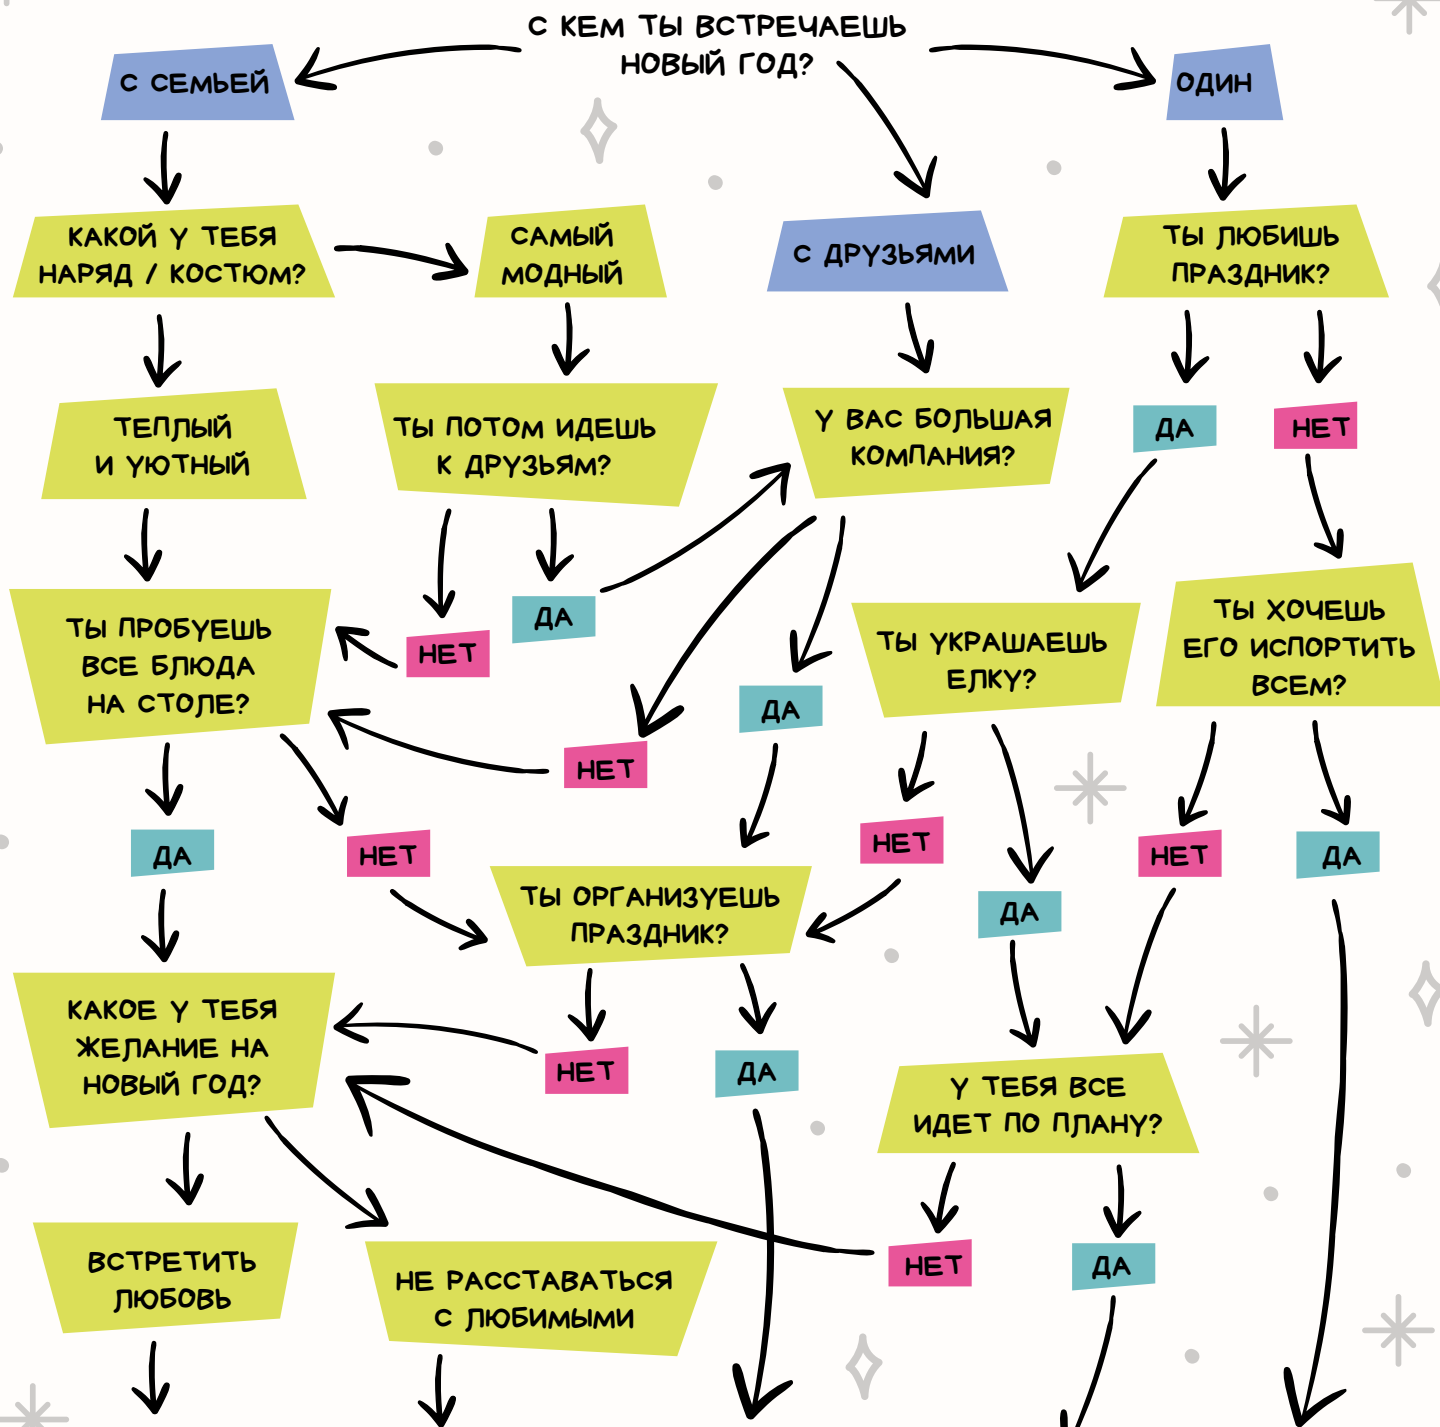 С КЕМ ТЫ ВСТРЕЧАЕШЬ
НОВЫЙ ГОД?
С СЕМЬЕЙ
ОДИН
КАКОЙ У ТЕБЯ
НАРЯД / КОСТЮМ?
САМЫЙ
МОДНЫЙ
С ДРУЗЬЯМИ
ТЫ ЛЮБИШЬ
ПРАЗДНИК?
ТЕПЛЫЙ
И УЮТНЫЙ
ТЫ ПОТОМ ИДЕШЬ
К ДРУЗЬЯМ?
У ВАС БОЛЬШАЯ
КОМПАНИЯ?
ДА
НЕТ
ТЫ ПРОБУЕШЬ
ВСЕ БЛЮДА
НА СТОЛЕ?
НЕТ
ДА
ТЫ УКРАШАЕШЬ
ЕЛКУ?
ТЫ ХОЧЕШЬ
ЕГО ИСПОРТИТЬ
ВСЕМ?
ДА
НЕТ
ДА
НЕТ
ТЫ ОРГАНИЗУЕШЬ
ПРАЗДНИК?
НЕТ
ДА
НЕТ
ДА
КАКОЕ У ТЕБЯ
ЖЕЛАНИЕ НА
НОВЫЙ ГОД?
НЕТ
ДА
У ТЕБЯ ВСЕ
ИДЕТ ПО ПЛАНУ?
ВСТРЕТИТЬ
ЛЮБОВЬ
НЕ РАССТАВАТЬСЯ
С ЛЮБИМЫМИ
НЕТ
ДА